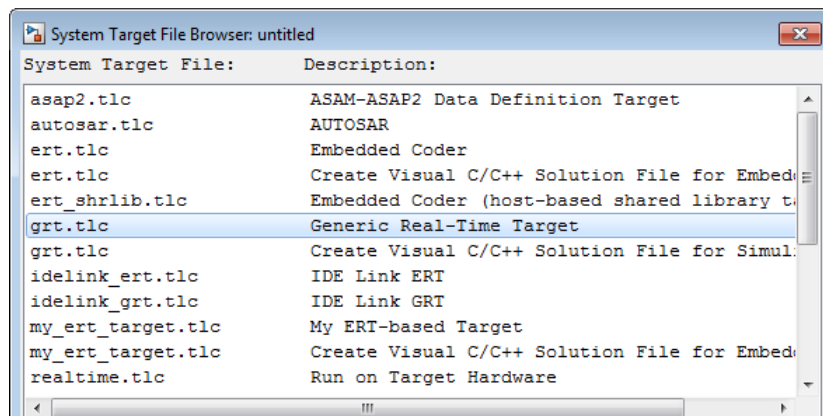 System Target File Browser: untitled
System Target File: Description:
asap2.tlc ASAM-ASAP2 Data Definition Target
autosar.tlc AUTOSAR
ert.tlc Embedded Coder
ert.tlc Create Visual C/C++ Solution File for
ert_shrlib.tlc Embedded Coder (host-based shared library
grt.tlc Generic Real-Time Target
grt.tlc Create Visual C/C++ Solution File for
idelink_ert.tlc IDE Link ERT
idelink_grt.tlc IDE Link GRT
my_ert_target.tlc My ERT-based Target
my_ert_target.tlc Create Visual C/C++ Solution File for
realtime.tlc Run on Target Hardware